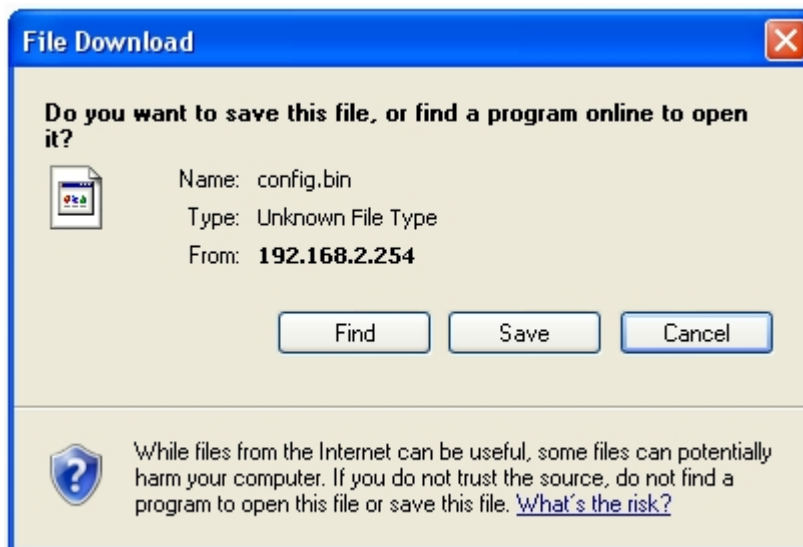 File Download
Do you want to save this file, or find a program online to open
it?
Name: config.bin
Type: Unknown File Type
From: 192.168.2.254
Find Save Cancel
While files from the Internet can be useful, some files can potentially
harm your computer. If you do not trust the source, do not find a
program to open this file or save this file. What's the risk?